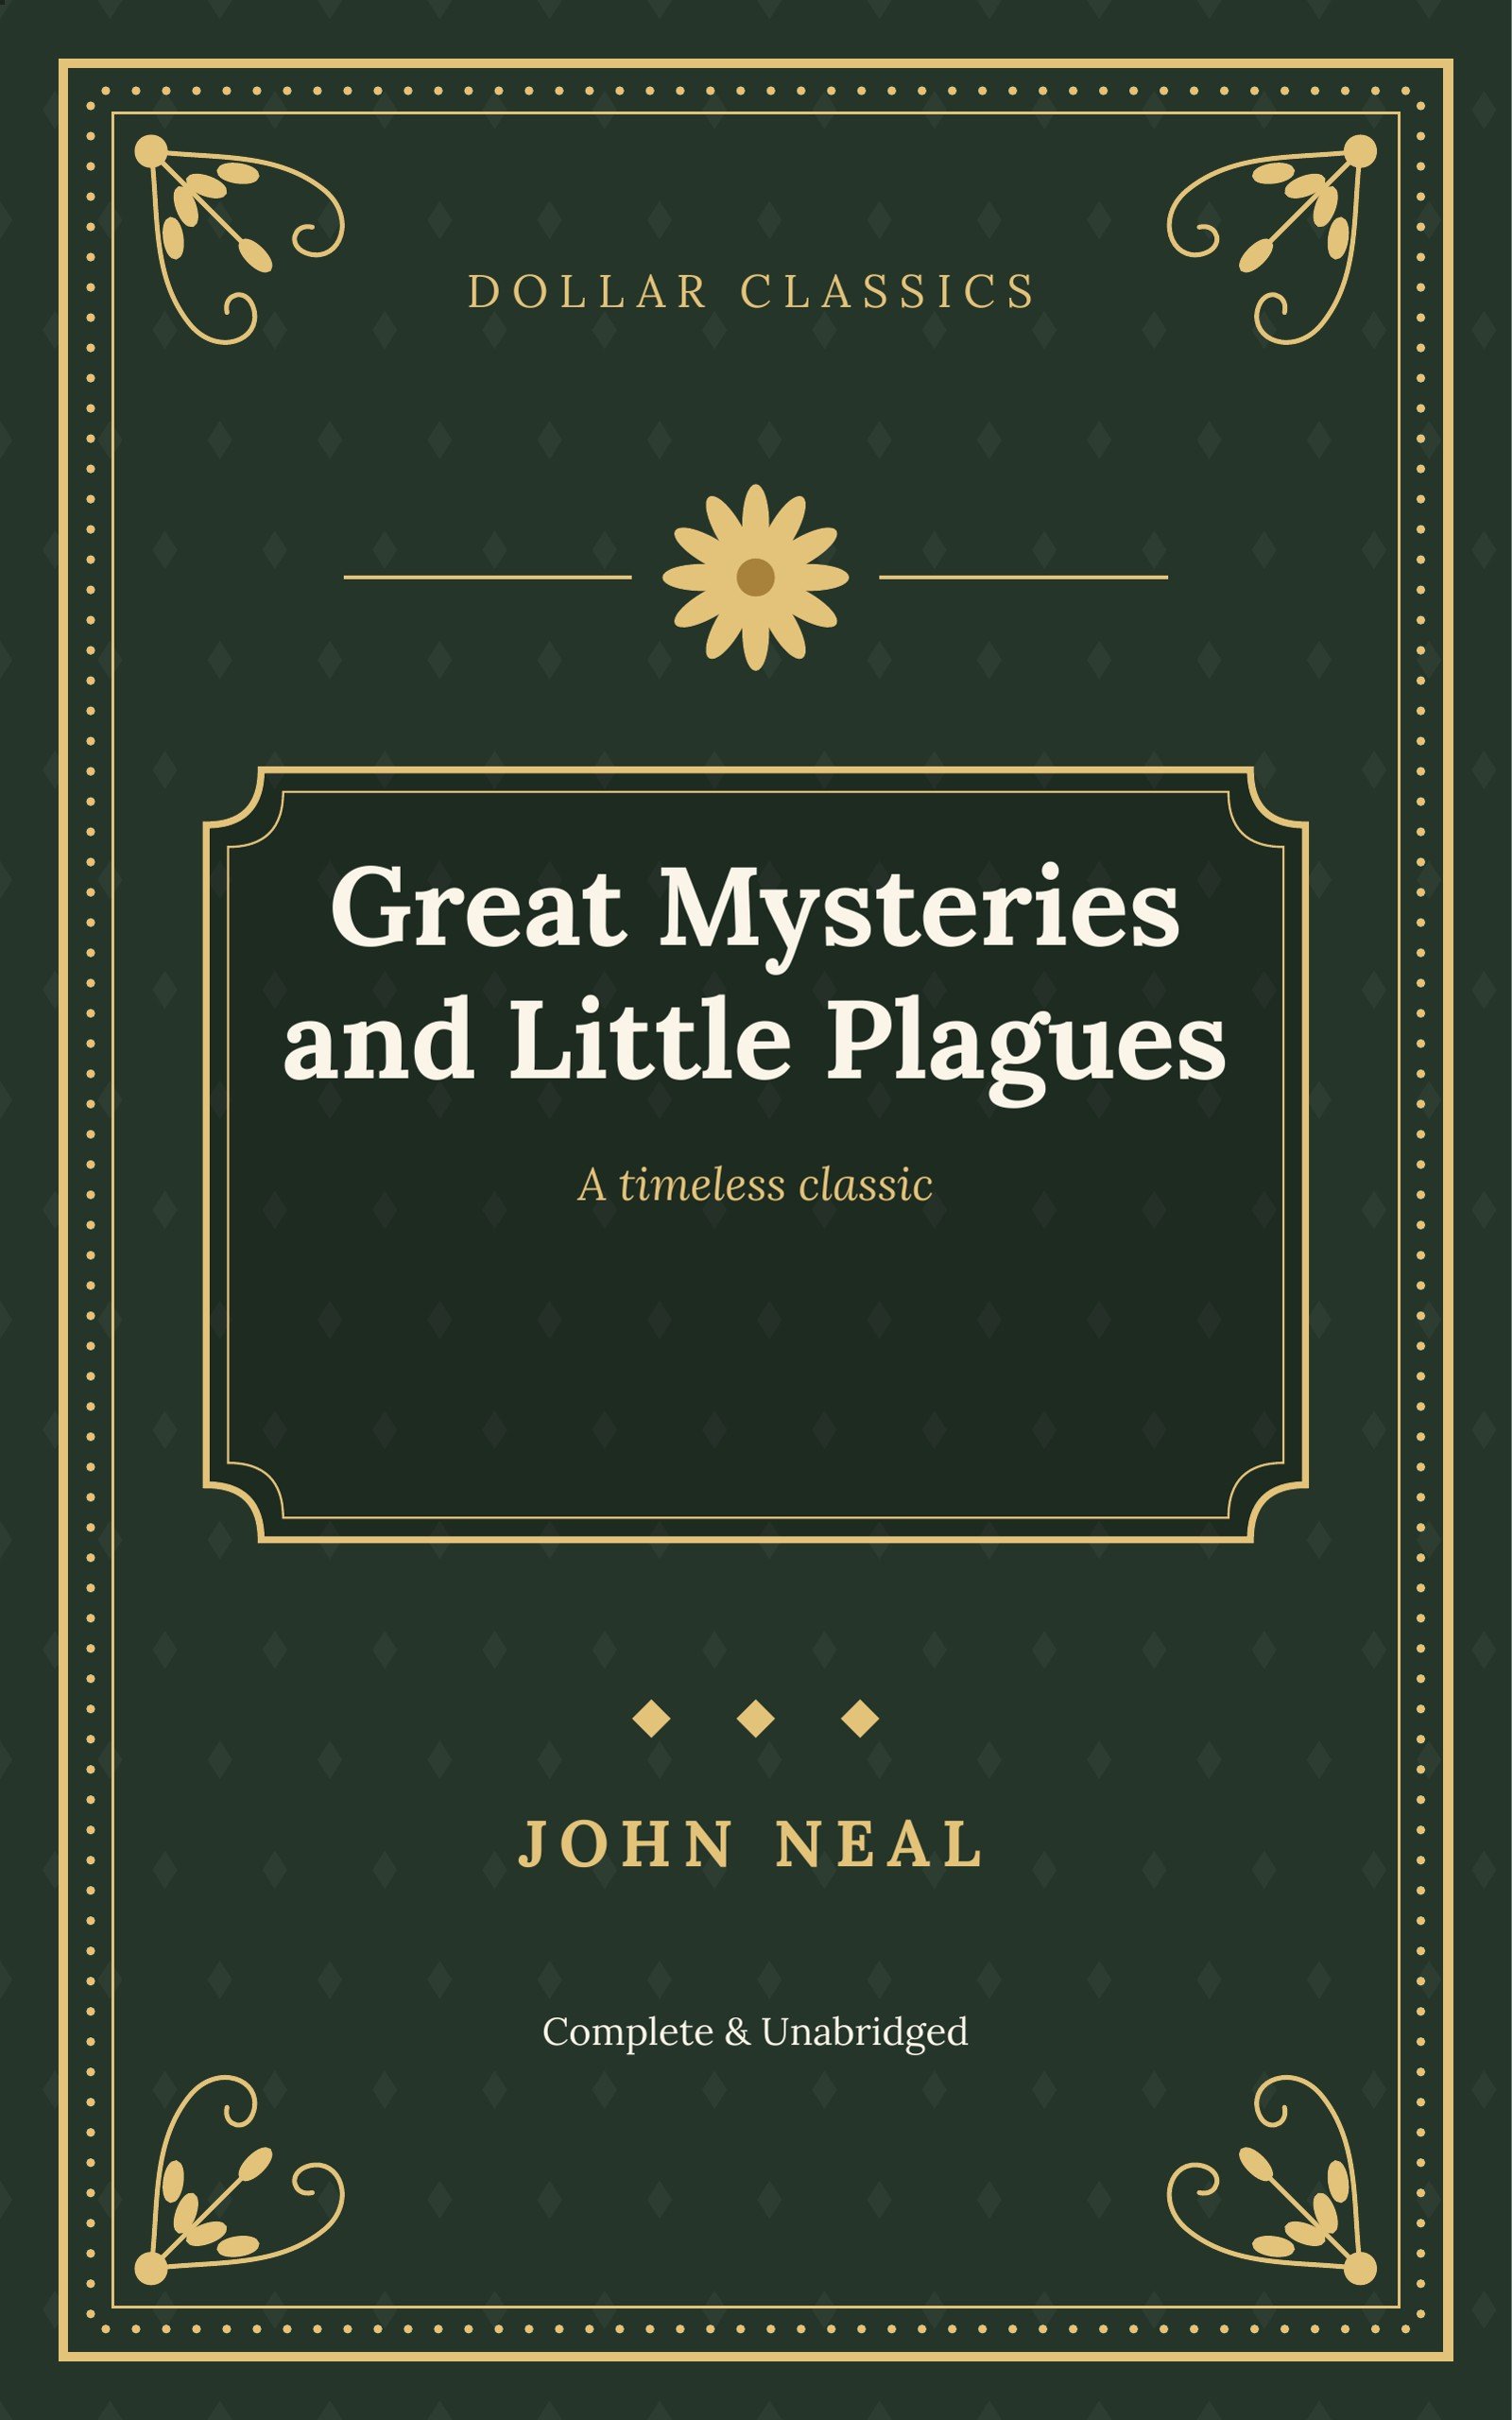 DOLLAR CLASSICS
Great Mysteries
and Little Plagues
A timeless classic
JOHN NEAL
Complete & Unabridged